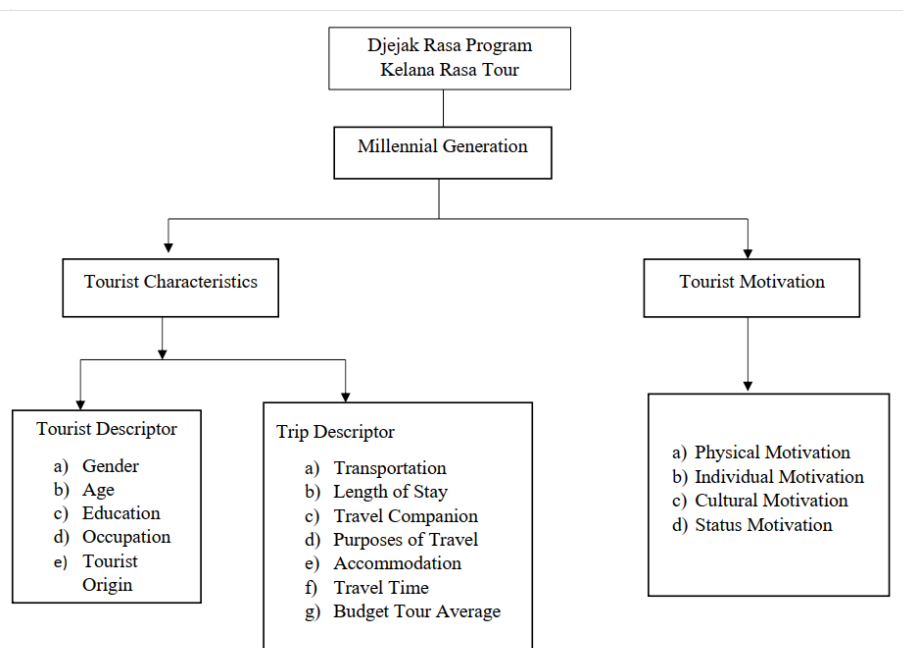 Djejak Rasa Program
Kelana Rasa Tour
Millennial Generation
Tourist Characteristics
Tourist Motivation
Tourist Descriptor
a) Gender
b) Age
c) Education
d) Occupation
e) Tourist
Origin
Trip Descriptor
a) Transportation
b) Length of Stay
c) Travel Companion
d) Purposes of Travel
e) Accommodation
f) Travel Time
g) Budget Tour Average
a) Physical Motivation
b) Individual Motivation
c) Cultural Motivation
d) Status Motivation